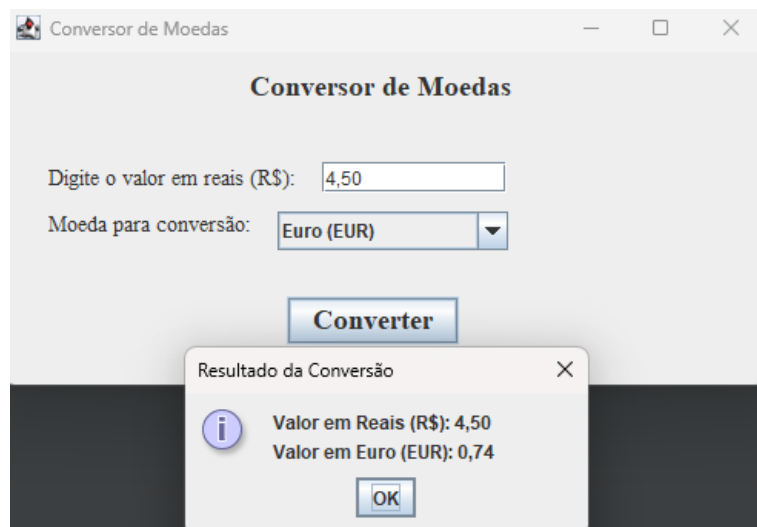 Conversor de Moedas
Conversor de Moedas
Digite o valor em reais (R$): 4,50
Moeda para conversão: Euro (EUR)
Converter
Resultado da Conversão
Valor em Reais (R$): 4,50
Valor em Euro (EUR): 0,74
OK